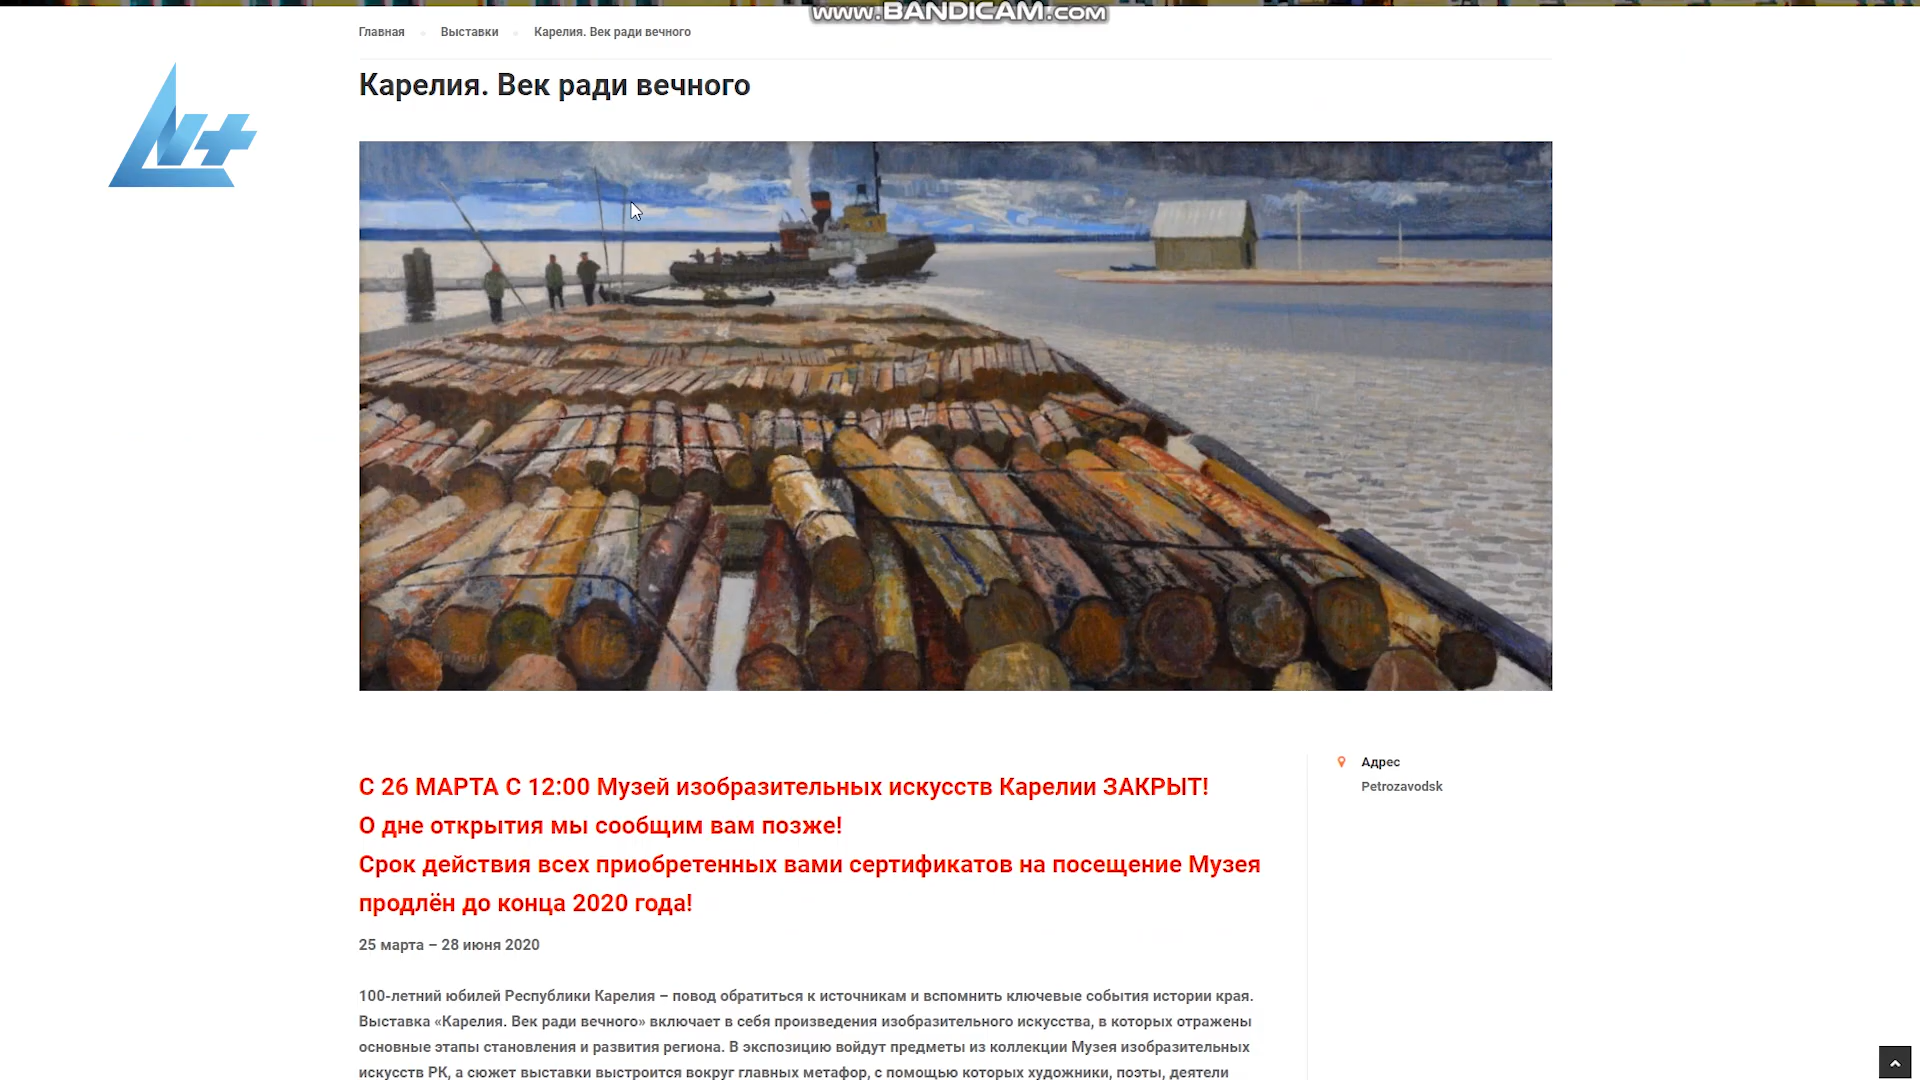 www.BANDICAM.com
Главная Выставки Карелия. Век ради вечного
Карелия. Век ради вечного
С 26 МАРТА С 12:00 Музей изобразительных искусств Карелии ЗАКРЫТ!
О дне открытия мы сообщим вам позже!
Срок действия всех приобретенных вами сертификатов на посещение Музея
продлён до конца 2020 года!
25 марта – 28 июня 2020
100-летний юбилей Республики Карелия – повод обратиться к источникам и вспомнить ключевые события истории края.
Выставка «Карелия. Век ради вечного» включает в себя произведения изобразительного искусства, в которых отражены
основные этапы становления и развития региона. В экспозицию войдут предметы из коллекции Музея изобразительных
искусств РК, а сюжет выставки выстроится вокруг главных метафор, с помощью которых художники, поэты, деятели
Адрес
Petrozavodsk